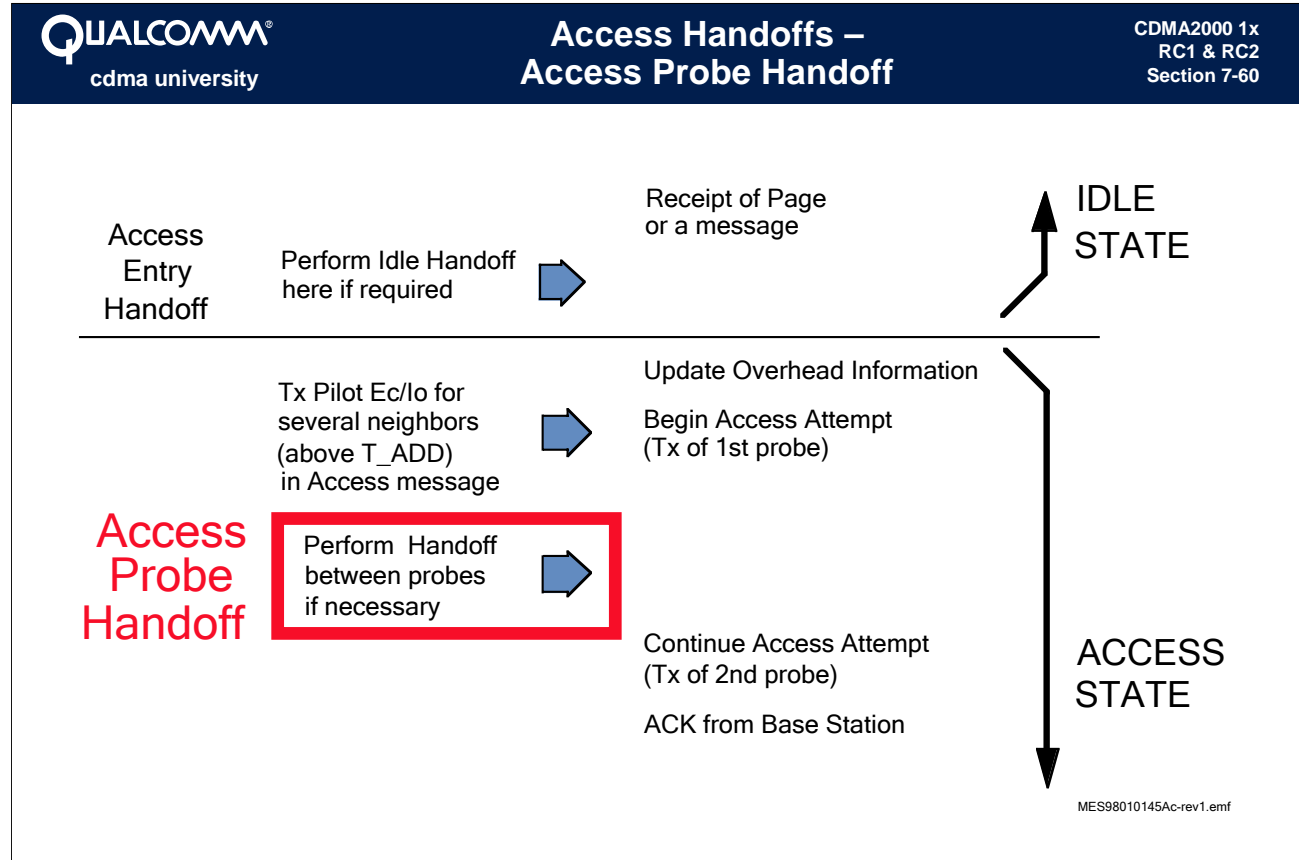 QUALCOMM®
cdma university
Access Handoffs –
Access Probe Handoff
CDMA2000 1x
RC1 & RC2
Section 7-60
Access
Entry
Handoff
Perform Idle Handoff
here if required
Receipt of Page
or a message
IDLE
STATE
Tx Pilot Ec/Io for
several neighbors
(above T_ADD)
in Access message
Update Overhead Information
Begin Access Attempt
(Tx of 1st probe)
Access
Probe
Handoff
Perform Handoff
between probes
if necessary
Continue Access Attempt
(Tx of 2nd probe)
ACK from Base Station
ACCESS
STATE
MES98010145Ac-rev1.emf